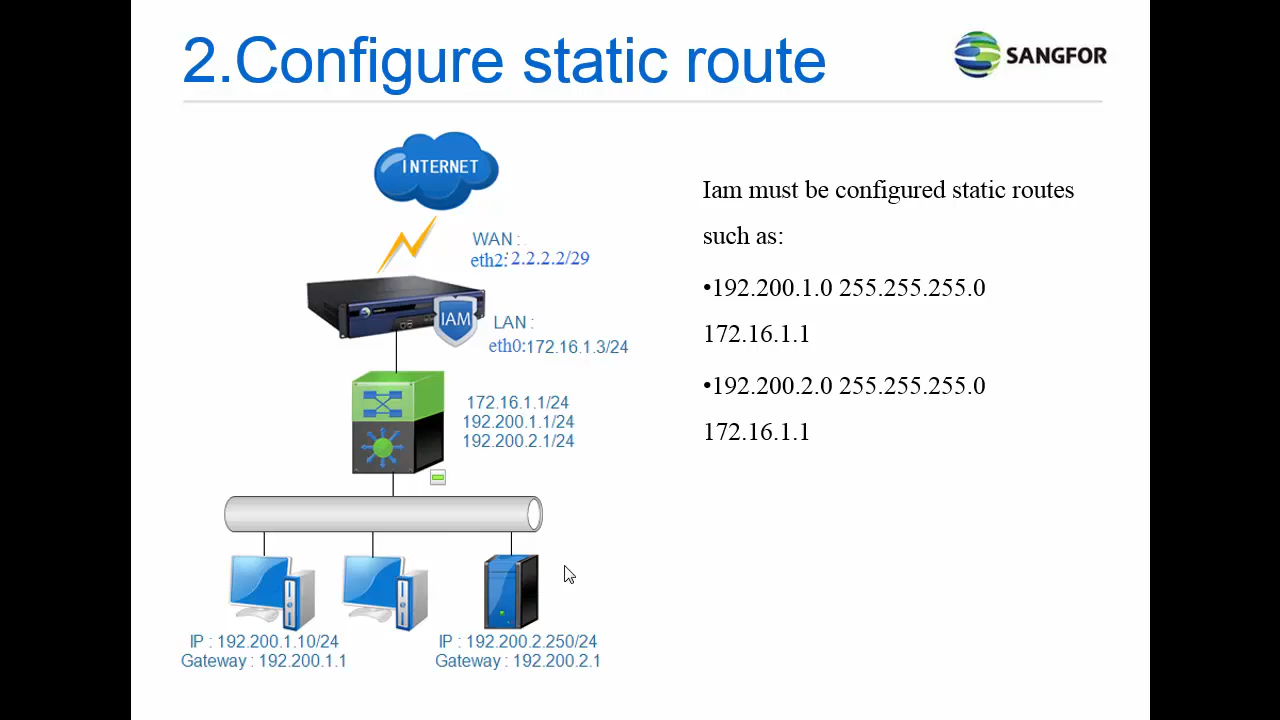 2.Configure static route
SANGFOR
INTERNET
WAN :
eth2: 2.2.2.2/29
IAM
LAN :
eth0:172.16.1.3/24
172.16.1.1/24
192.200.1.1/24
192.200.2.1/24
IP : 192.200.1.10/24
Gateway : 192.200.1.1
IP : 192.200.2.250/24
Gateway : 192.200.2.1
Iam must be configured static routes
such as:
•192.200.1.0 255.255.255.0
172.16.1.1
•192.200.2.0 255.255.255.0
172.16.1.1